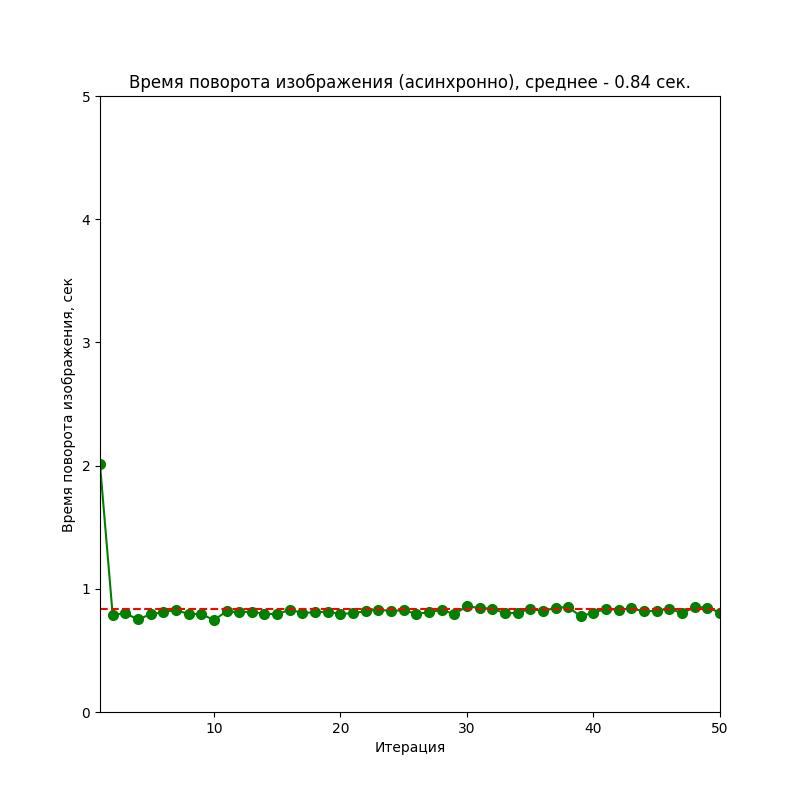 Время поворота изображения (асинхронно), среднее - 0.84 сек.
5
4
3
2
1
0
Время поворота изображения, сек
10 20 30 40 50
Итерация